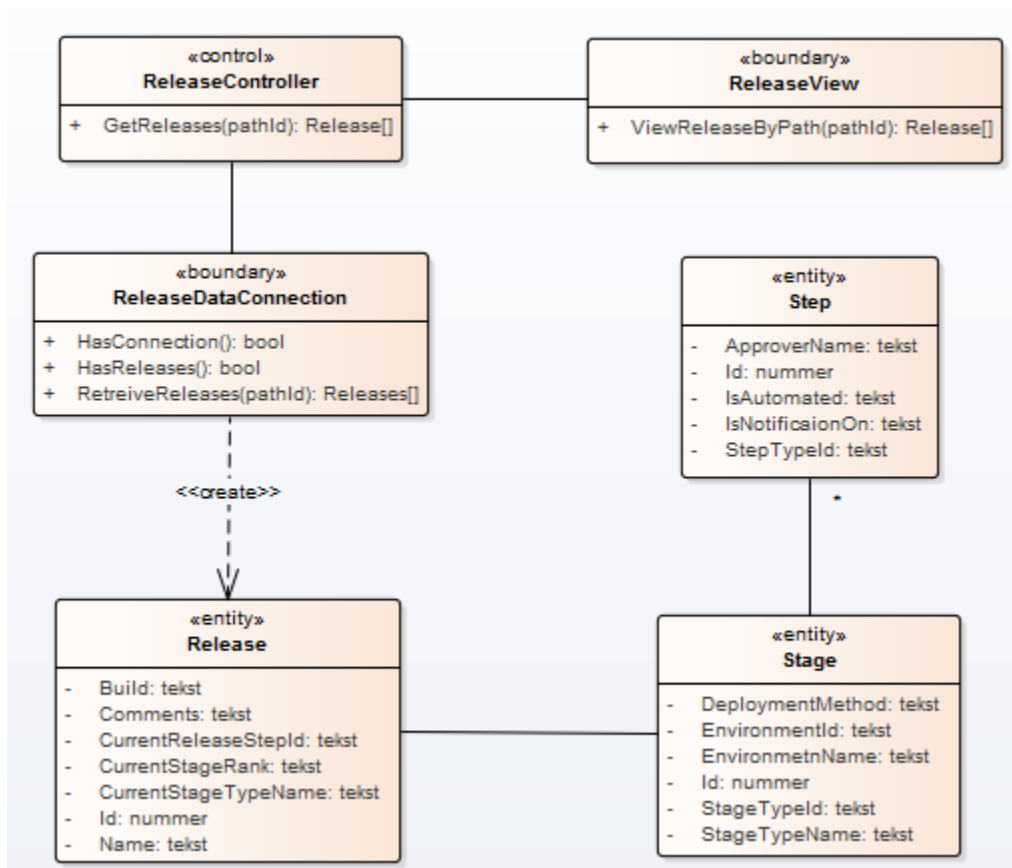 «control»
ReleaseController
+ GetReleases(pathId): Release[]
«boundary»
ReleaseView
+ ViewReleaseByPath(pathId): Release[]
«boundary»
ReleaseDataConnection
+ HasConnection(): bool
+ HasReleases(): bool
+ RetreiveReleases(pathId): Releases[]
«entity»
Step
- ApproverName: tekst
- Id: nummer
- IsAutomated: tekst
- IsNotificaionOn: tekst
- StepTypeId: tekst
*
<<create>>
«entity»
Release
- Build: tekst
- Comments: tekst
- CurrentReleaseStepId: tekst
- CurrentStageRank: tekst
- CurrentStageTypeName: tekst
- Id: nummer
- Name: tekst
«entity»
Stage
- DeploymentMethod: tekst
- EnvironmentId: tekst
- EnvironmetnName: tekst
- Id: nummer
- StageTypeId: tekst
- StageTypeName: tekst